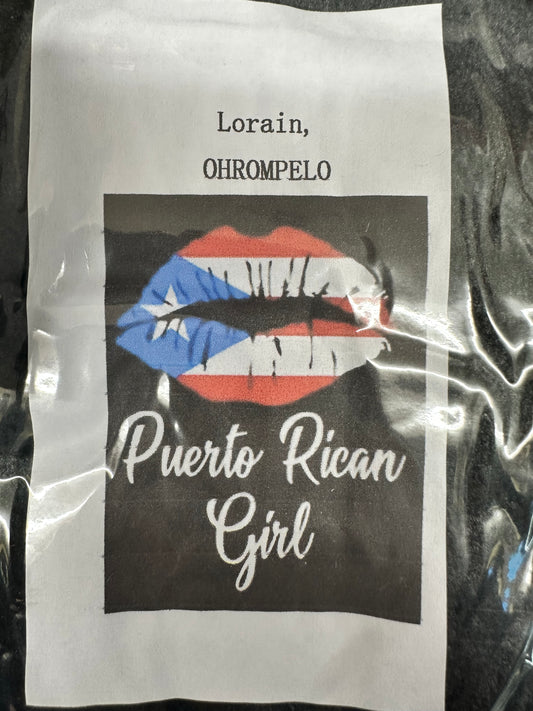 Lorain,
OHROMPELO
Puerto Rican
Girl